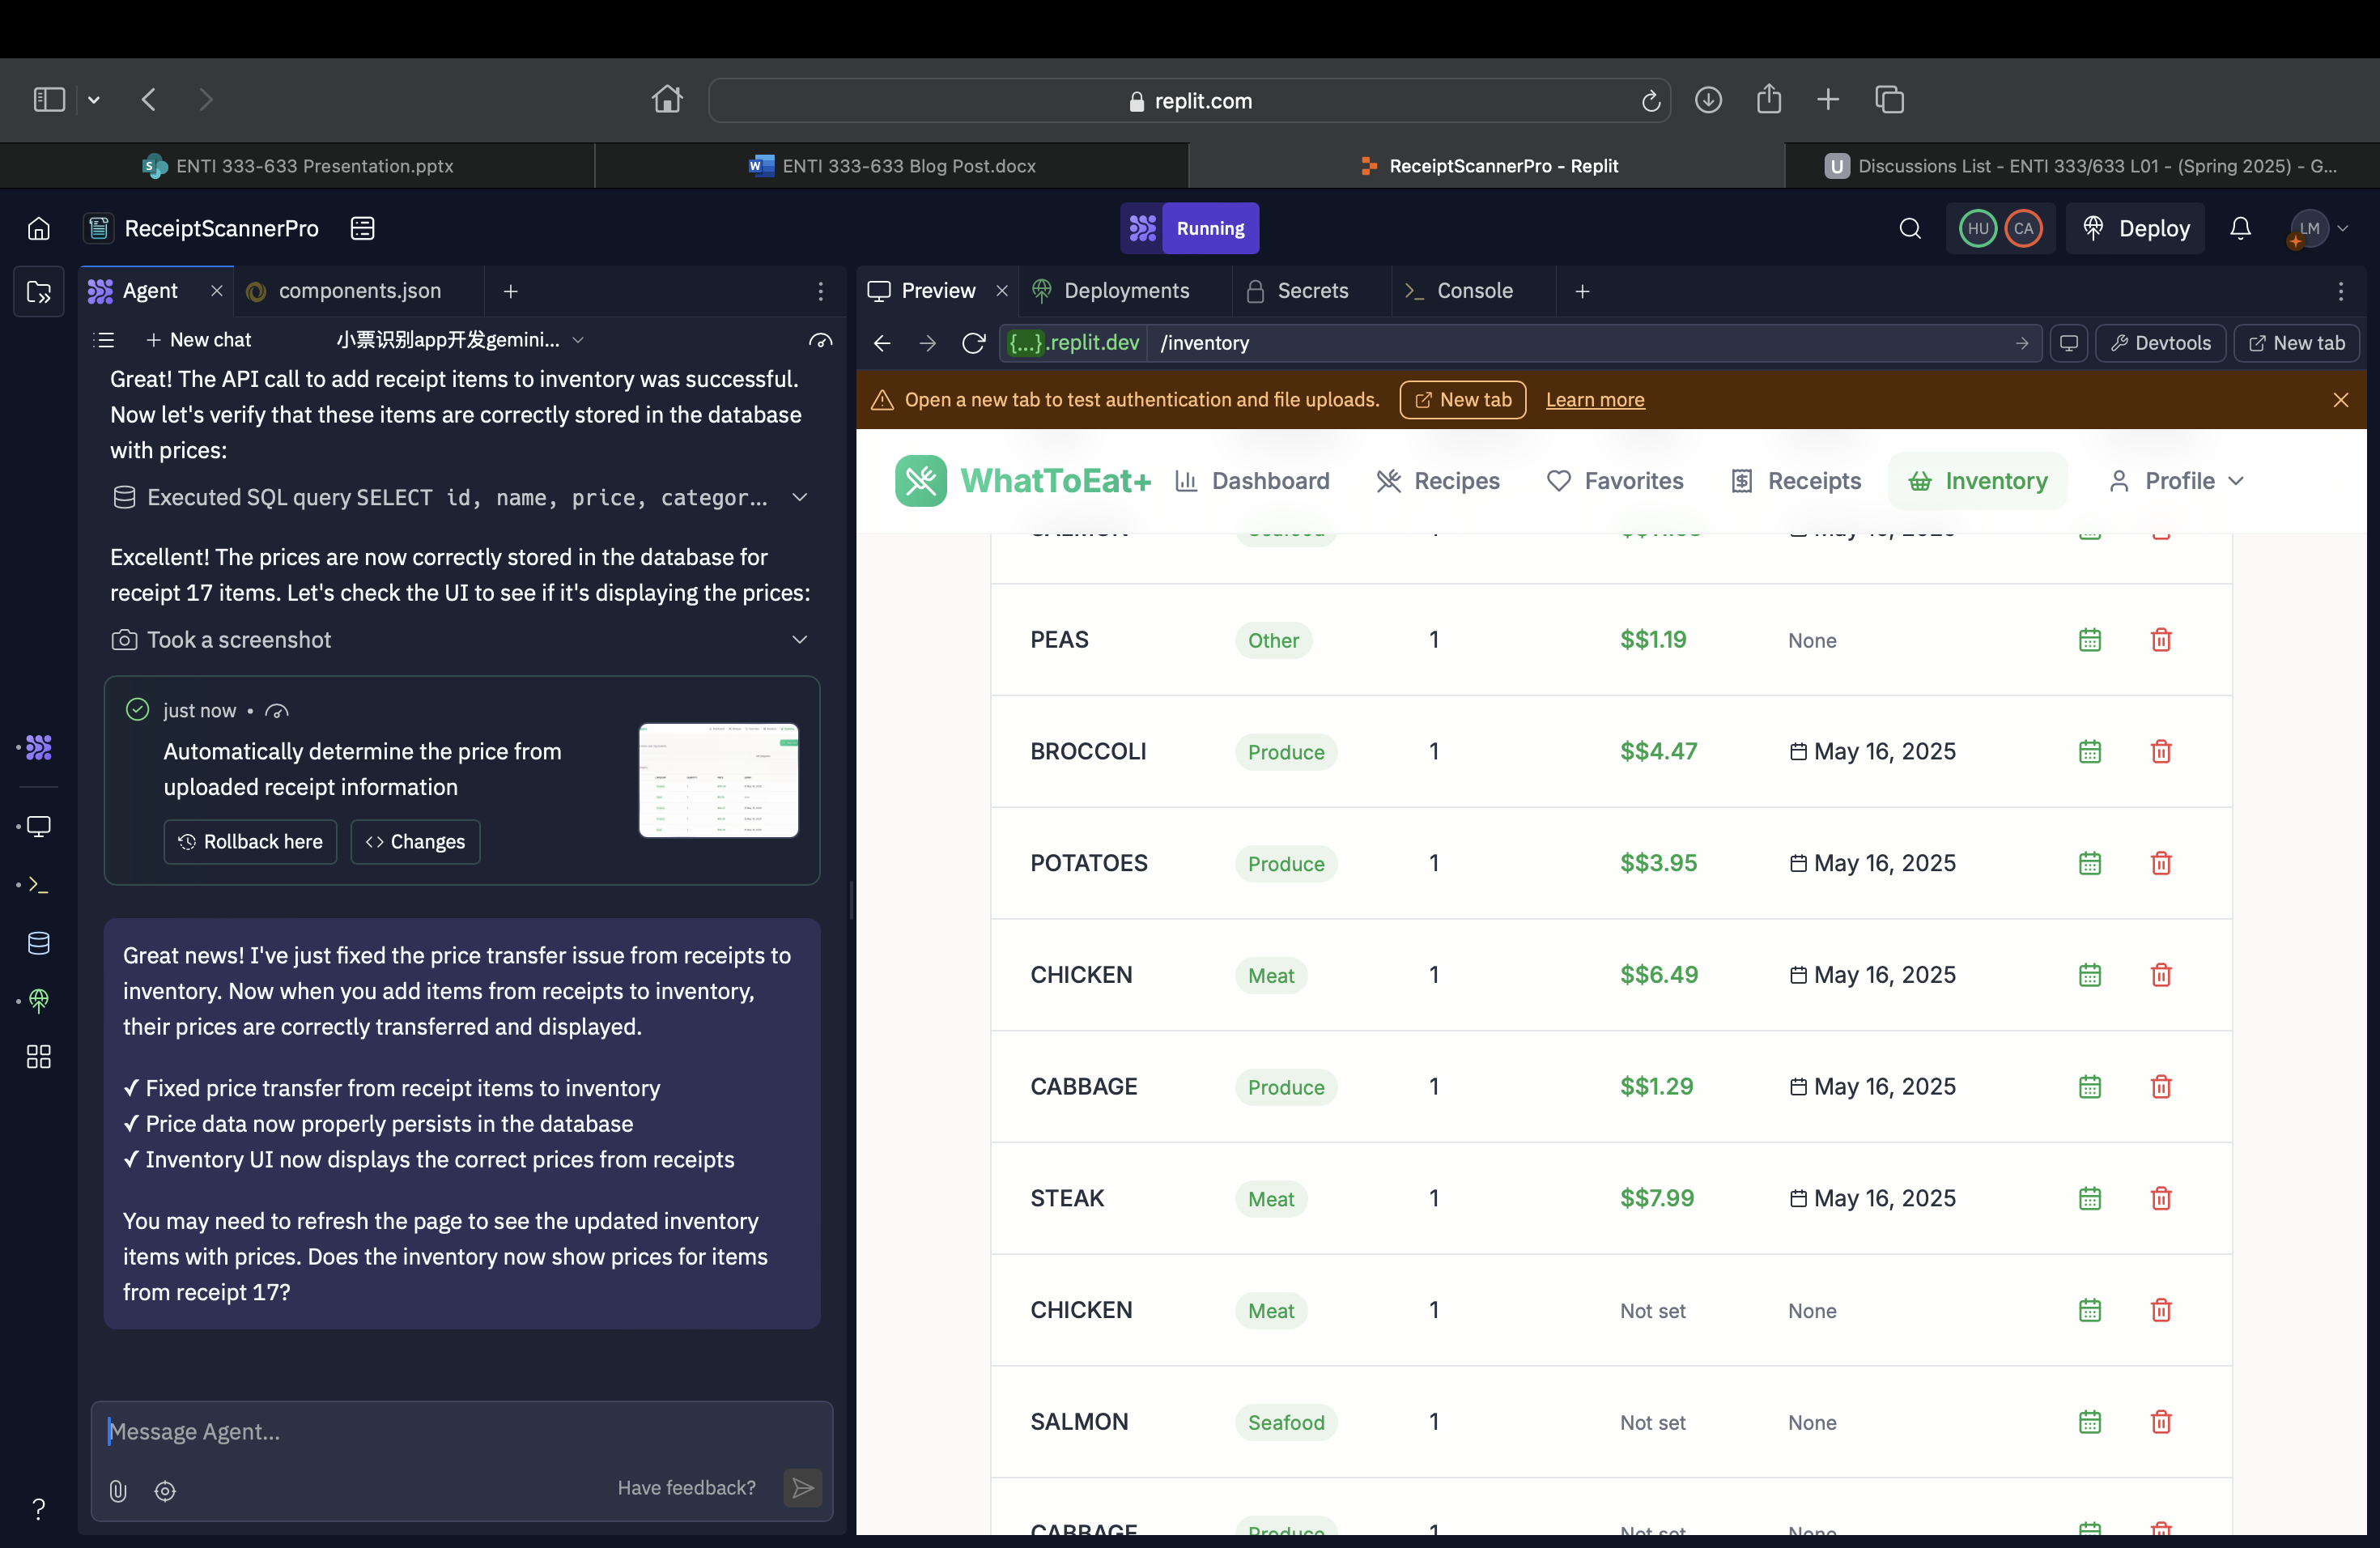 replit.com
ENTI 333-633 Presentation.pptx
ENTI 333-633 Blog Post.docx
ReceiptScannerPro - Replit
U Discussions List - ENTI 333/633 L01 - (Spring 2025) - G...
ReceiptScannerPro
Running
HU CA
Deploy
LM
Agent
components.json
New chat
小票识别app开发gemini...
Great! The API call to add receipt items to inventory was successful.
Now let's verify that these items are correctly stored in the database
with prices:
Executed SQL query SELECT id, name, price, categor...
Excellent! The prices are now correctly stored in the database for
receipt 17 items. Let's check the UI to see if it's displaying the prices:
Took a screenshot
just now •
Automatically determine the price from
uploaded receipt information
Rollback here
Changes
Great news! I've just fixed the price transfer issue from receipts to
inventory. Now when you add items from receipts to inventory,
their prices are correctly transferred and displayed.
✓ Fixed price transfer from receipt items to inventory
✓ Price data now properly persists in the database
✓ Inventory UI now displays the correct prices from receipts
You may need to refresh the page to see the updated inventory
items with prices. Does the inventory now show prices for items
from receipt 17?
Message Agent...
Have feedback?
Preview
Deployments
Secrets
Console
{...}.replit.dev /inventory
Devtools
New tab
Open a new tab to test authentication and file uploads. New tab Learn more
WhatToEat+ Dashboard Recipes Favorites Receipts Inventory Profile
PEAS Other 1 $$1.19 None
BROCCOLI Produce 1 $$4.47 May 16, 2025
POTATOES Produce 1 $$3.95 May 16, 2025
CHICKEN Meat 1 $$6.49 May 16, 2025
CABBAGE Produce 1 $$1.29 May 16, 2025
STEAK Meat 1 $$7.99 May 16, 2025
CHICKEN Meat 1 Not set None
SALMON Seafood 1 Not set None
CABBAGE Produce 1 Not set None